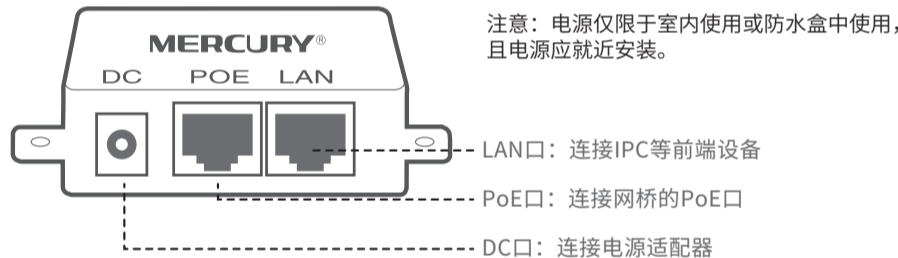 注意：电源仅限于室内使用或防水盒中使用，
且电源应就近安装。
MERCURY®
DC POE LAN
LAN口：连接IPC等前端设备
PoE口：连接网桥的PoE口
DC口：连接电源适配器